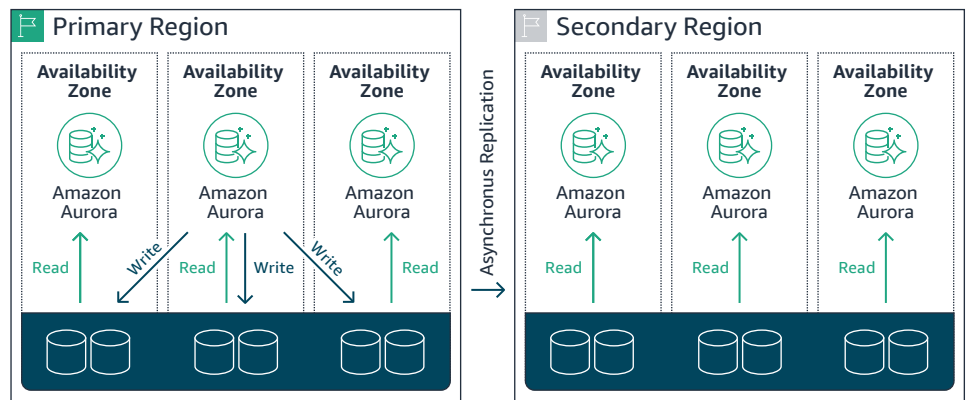 Primary Region
Availability
Zone
Amazon
Aurora
Read
Write
Availability
Zone
Amazon
Aurora
Read
Write
Write
Availability
Zone
Amazon
Aurora
Read
Asynchronus Replication
Secondary Region
Availability
Zone
Amazon
Aurora
Read
Availability
Zone
Amazon
Aurora
Read
Availability
Zone
Amazon
Aurora
Read